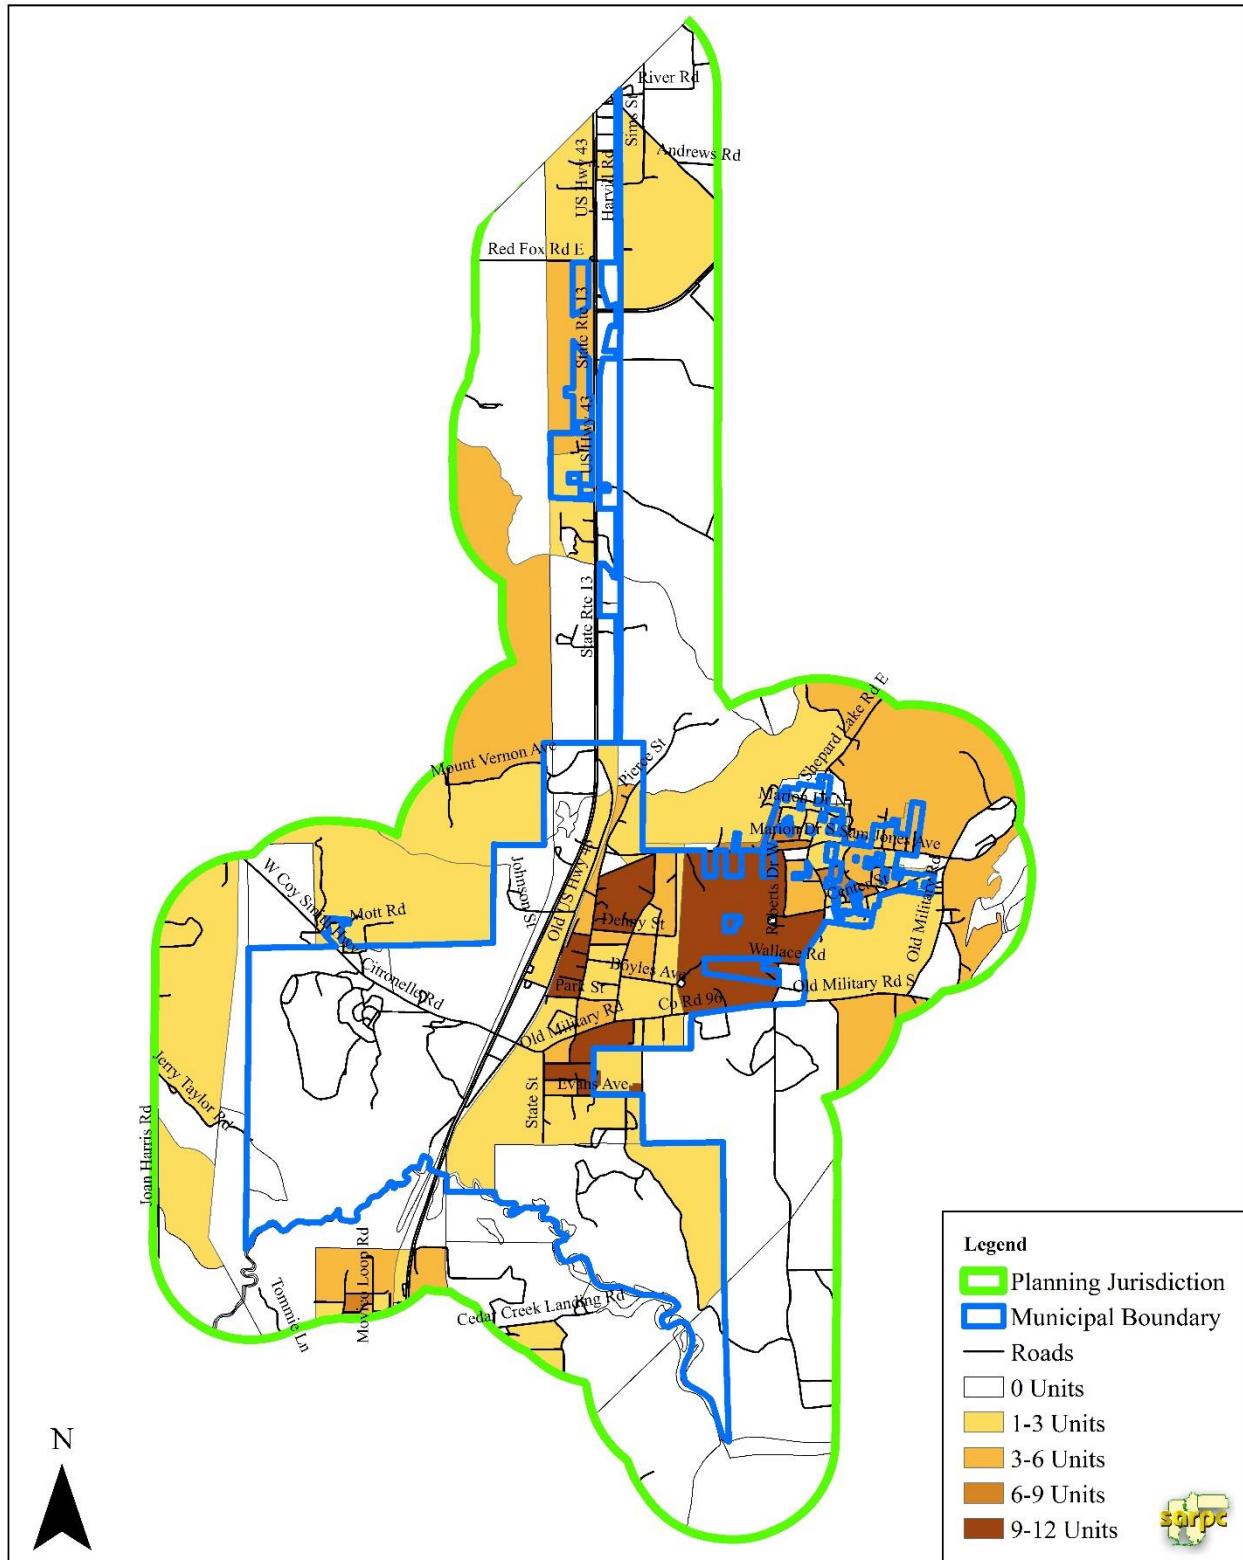 River Rd
Sims St
Andrews Rd
US Hwy 43
Harvill Rd
Red Fox Rd E
State Rte 13
US Hwy 43
State Rte 13
Shepard Lake Rd E
Mount Vernon Ave
Pierce St
Marion Dr N
Marion Dr S
Sam Jones Ave
Johnson St
Old US Hwy 43
W Coy Smith Hwy
Mott Rd
Roberts Dr W
Center St
Denny St
Old Military Rd
Wallace Rd
Boyles Ave
Citronelle Rd
Park St
Old Military Rd S
Co Rd 96
Old Military Rd
Jerry Taylor Rd
Evans Ave
State St
Joan Harris Rd
Tommie Ln
Movico Loop Rd
Cedar Creek Landing Rd
N
Legend
Planning Jurisdiction
Municipal Boundary
Roads
0 Units
1-3 Units
3-6 Units
6-9 Units
9-12 Units
sarpc